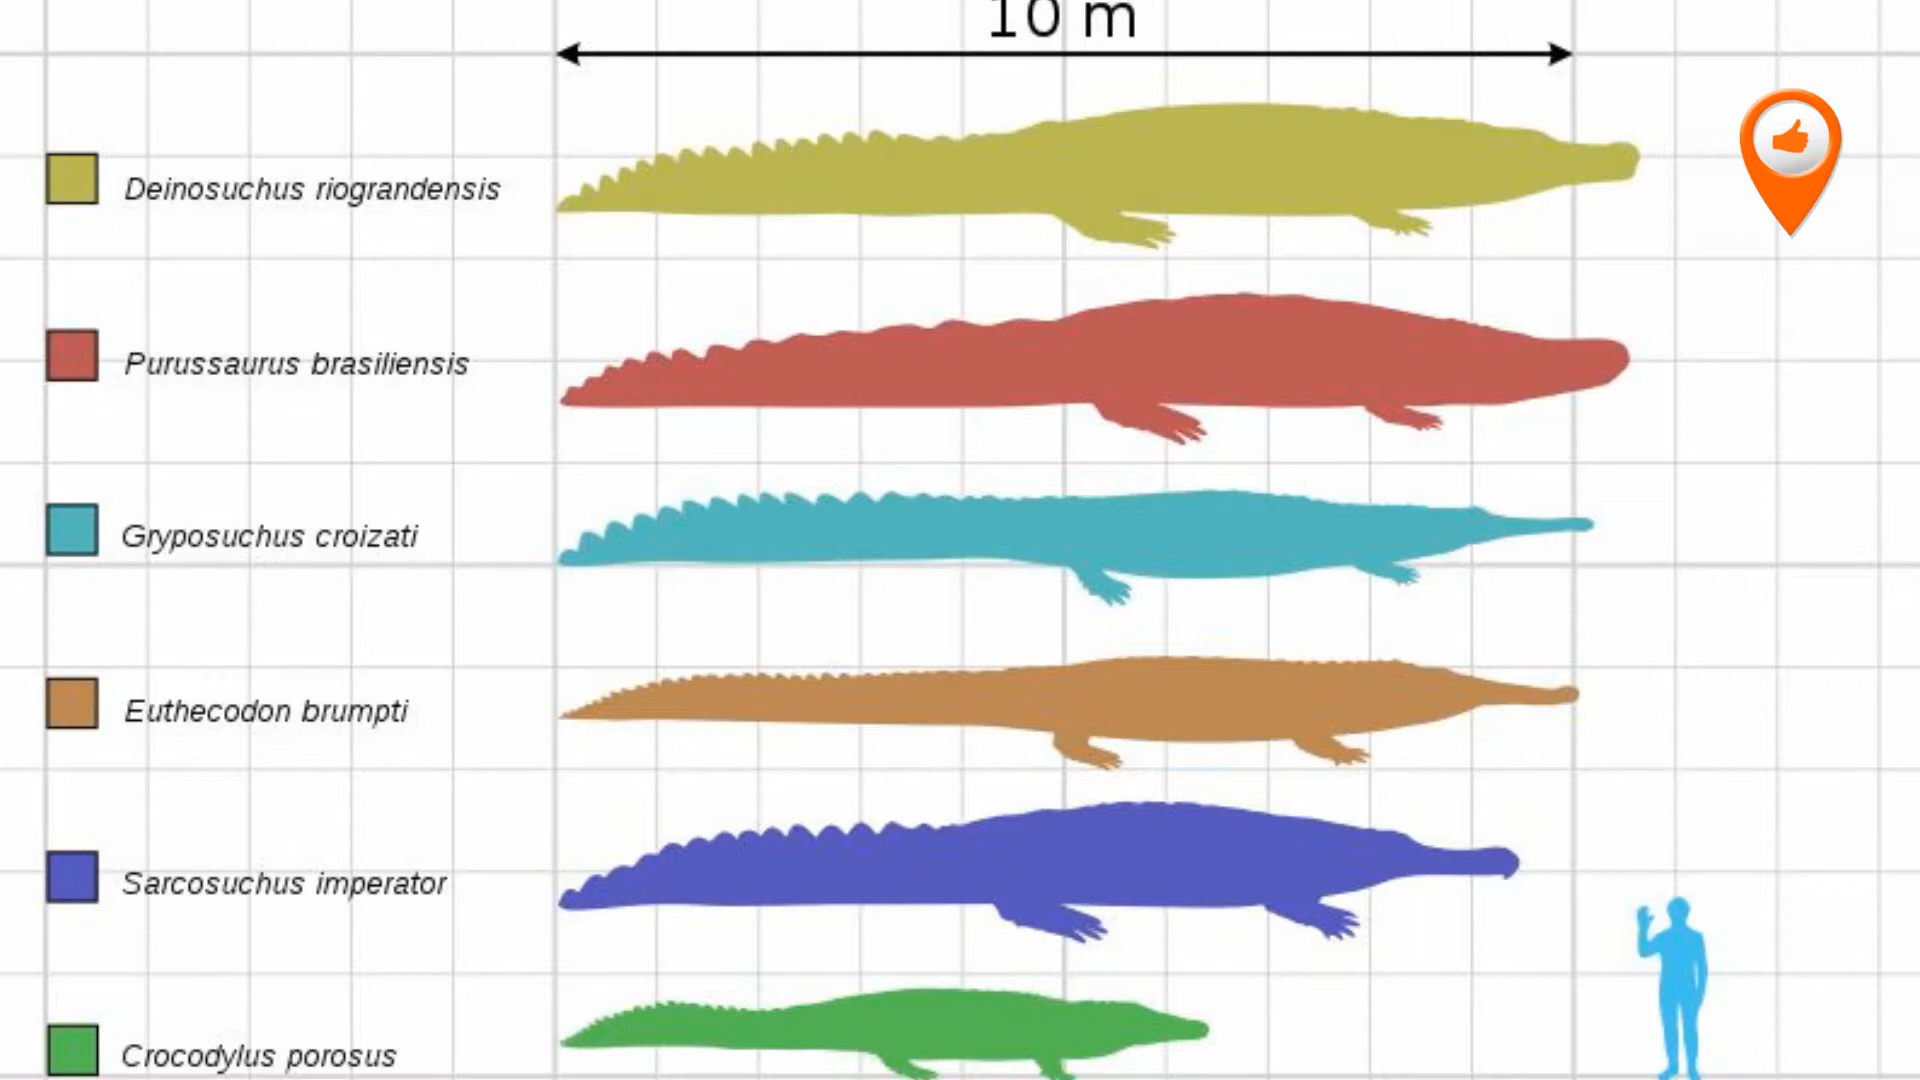 10 m
Deinosuchus riograndensis
Purussaurus brasiliensis
Gryposuchus croizati
Euthecodon brumpti
Sarcosuchus imperator
Crocodylus porosus